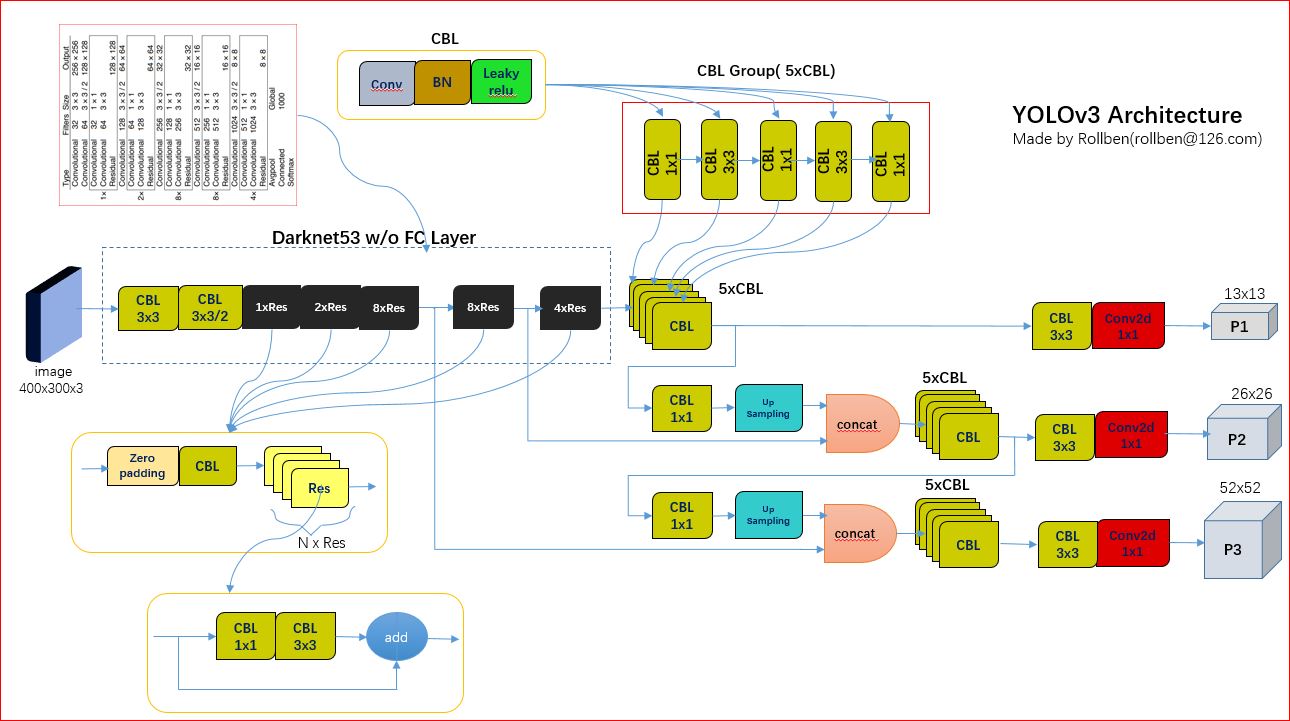 CBL
Conv
BN
Leaky
relu
CBL Group( 5xCBL)
YOLOv3 Architecture
Made by Rollben(rollben@126.com)
Type Filters Size Output
Convolutional 32 3 × 3 256 × 256
Convolutional 64 3 × 3 / 2 128 × 128
Convolutional 32 1 × 1
1× Convolutional 64 3 × 3
Residual 128 × 128
Convolutional 128 3 × 3 / 2 64 × 64
Convolutional 64 1 × 1
2× Convolutional 128 3 × 3
Residual 64 × 64
Convolutional 256 3 × 3 / 2 32 × 32
Convolutional 128 1 × 1
8× Convolutional 256 3 × 3
Residual 32 × 32
Convolutional 512 3 × 3 / 2 16 × 16
Convolutional 256 1 × 1
8× Convolutional 512 3 × 3
Residual 16 × 16
Convolutional 1024 3 × 3 / 2 8 × 8
Convolutional 512 1 × 1
4× Convolutional 1024 3 × 3
Residual 8 × 8
Avgpool Global
Connected 1000
Softmax
CBL
1x1
CBL
3x3
CBL
1x1
CBL
3x3
CBL
1x1
Darknet53 w/o FC Layer
image
400x300x3
CBL
3x3
CBL
3x3/2
1xRes
2xRes
8xRes
8xRes
4xRes
5xCBL
CBL
CBL
3x3
Conv2d
1x1
13x13
P1
CBL
1x1
Up
Sampling
concat
5xCBL
CBL
CBL
3x3
Conv2d
1x1
26x26
P2
CBL
1x1
Up
Sampling
concat
5xCBL
CBL
CBL
3x3
Conv2d
1x1
52x52
P3
Zero
padding
CBL
Res
N x Res
CBL
1x1
CBL
3x3
add